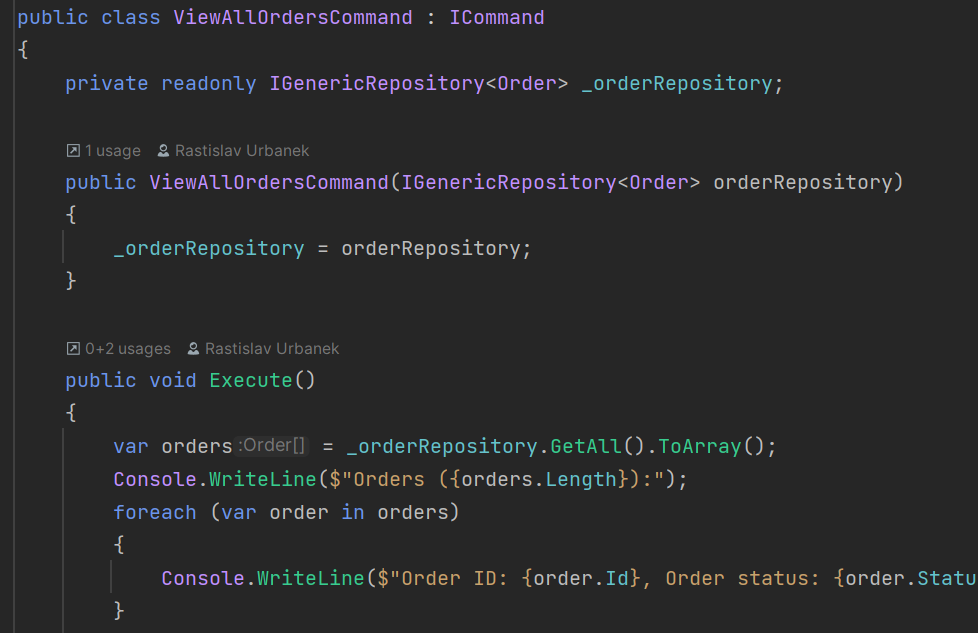 public class ViewAllOrdersCommand : ICommand
{
private readonly IGenericRepository<Order> _orderRepository;
1 usage Rastislav Urbanek
public ViewAllOrdersCommand(IGenericRepository<Order> orderRepository)
{
_orderRepository = orderRepository;
}
0+2 usages Rastislav Urbanek
public void Execute()
{
var orders :Order[] = _orderRepository.GetAll().ToArray();
Console.WriteLine($"Orders ({orders.Length}):");
foreach (var order in orders)
{
Console.WriteLine($"Order ID: {order.Id}, Order status: {order.Statu
}